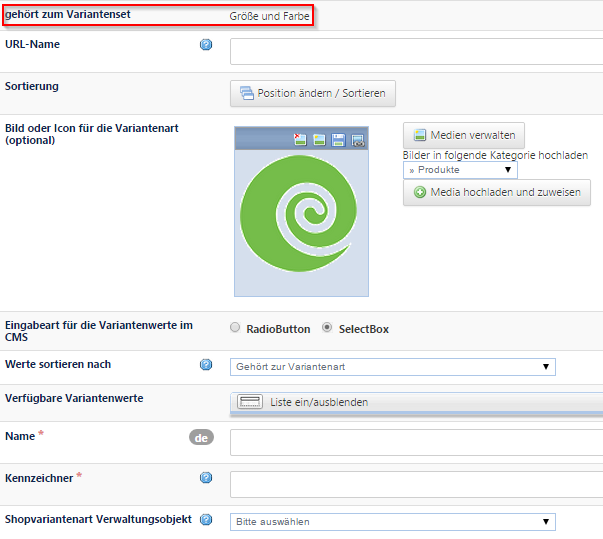 gehört zum Variantenset Größe und Farbe
URL-Name
Sortierung Position ändern / Sortieren
Bild oder Icon für die Variantenart
(optional)
Medien verwalten
Bilder in folgende Kategorie hochladen
» Produkte
Media hochladen und zuweisen
Eingabeart für die Variantenwerte im
CMS
RadioButton SelectBox
Werte sortieren nach Gehört zur Variantenart
Verfügbare Variantenwerte Liste ein/ausblenden
Name * de
Kennzeichner *
Shopvariantenart Verwaltungsobjekt Bitte auswählen